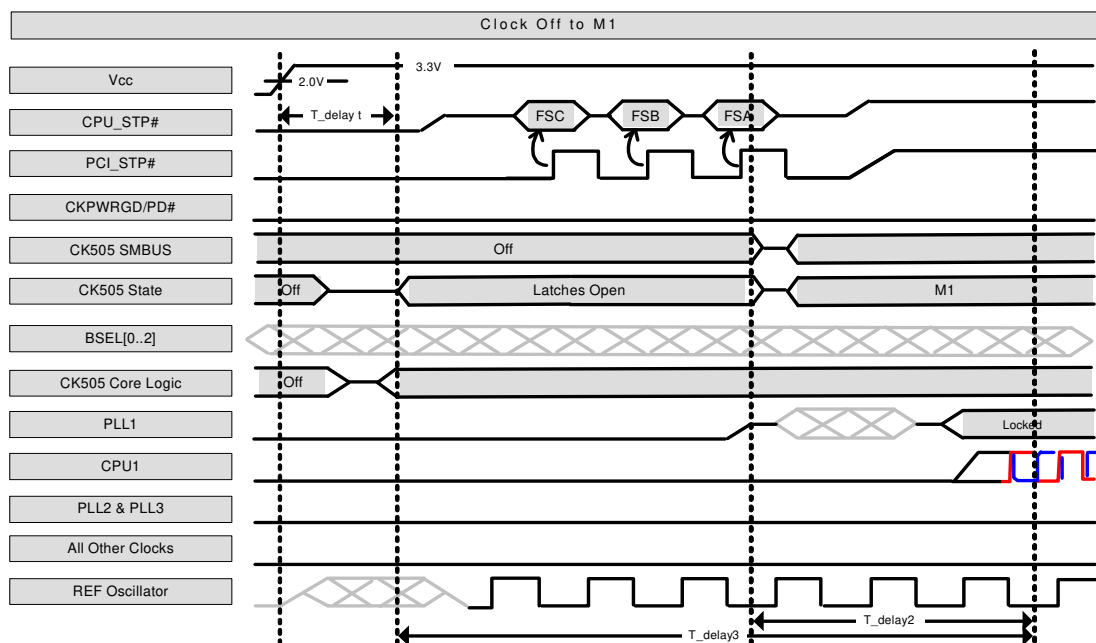 Clock Off to M1
Vcc
2.0V
3.3V
T_delay t
CPU_STP#
FSC
FSB
FSA
PCI_STP#
CKPWRGD/PD#
CK505 SMBUS
Off
CK505 State
Off
Latches Open
M1
BSEL[0..2]
CK505 Core Logic
Off
PLL1
Locked
CPU1
PLL2 & PLL3
All Other Clocks
REF Oscillator
T_delay2
T_delay3